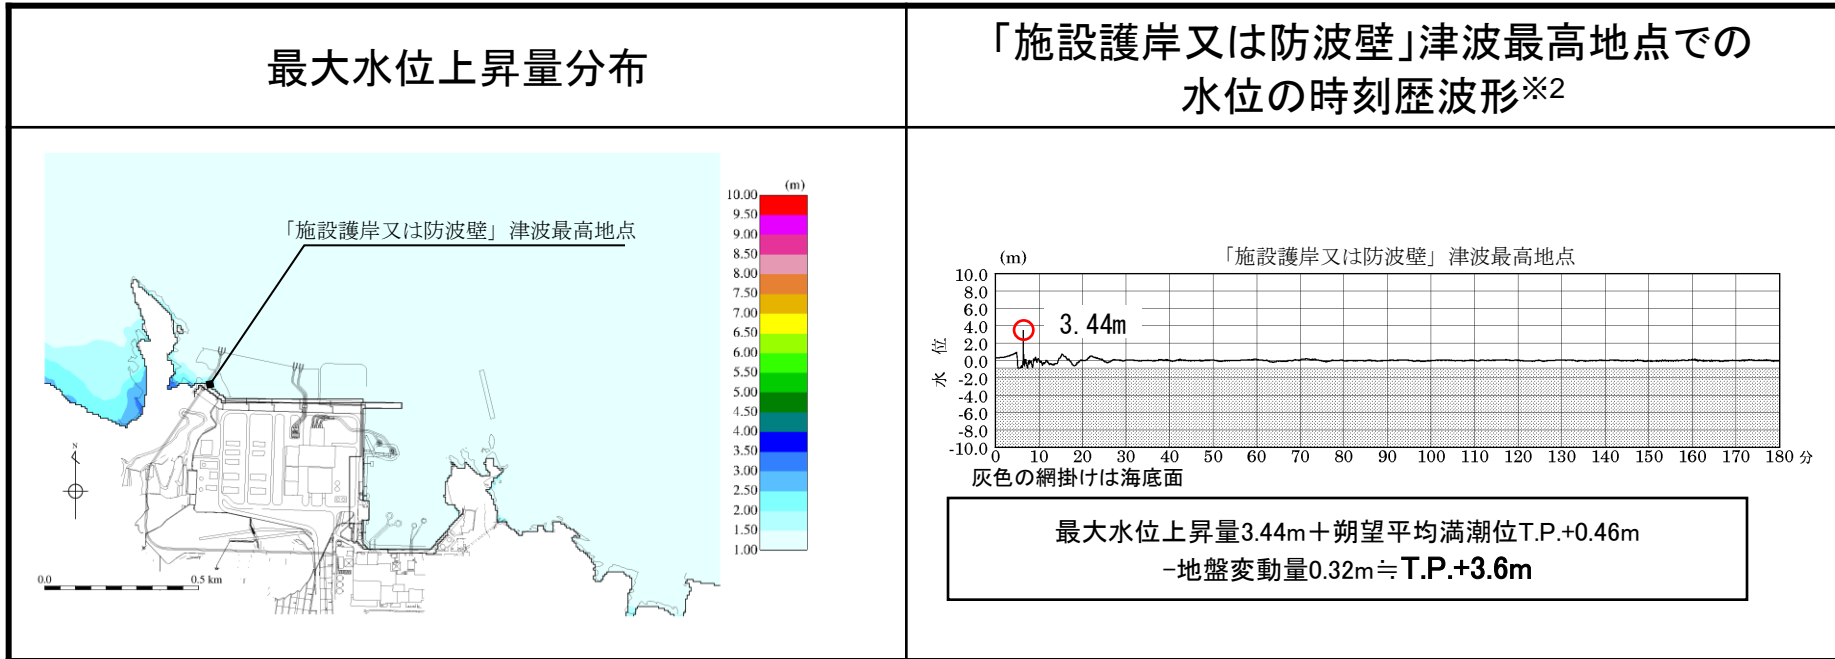 最大水位上昇量分布
「施設護岸又は防波壁」津波最高地点での
水位の時刻歴波形※2
「施設護岸又は防波壁」津波最高地点
(m)
10.00
9.50
9.00
8.50
8.00
7.50
7.00
6.50
6.00
5.50
5.00
4.50
4.00
3.50
3.00
2.50
2.00
1.50
1.00
N
0.0
0.5 km
(m)
「施設護岸又は防波壁」津波最高地点
水位
10.0
8.0
6.0
4.0
2.0
0.0
-2.0
-4.0
-6.0
-8.0
-10.0
3.44m
0 10 20 30 40 50 60 70 80 90 100 110 120 130 140 150 160 170 180 分
灰色の網掛けは海底面
最大水位上昇量3.44m＋朔望平均満潮位T.P.+0.46m
-地盤変動量0.32m≒T.P.+3.6m